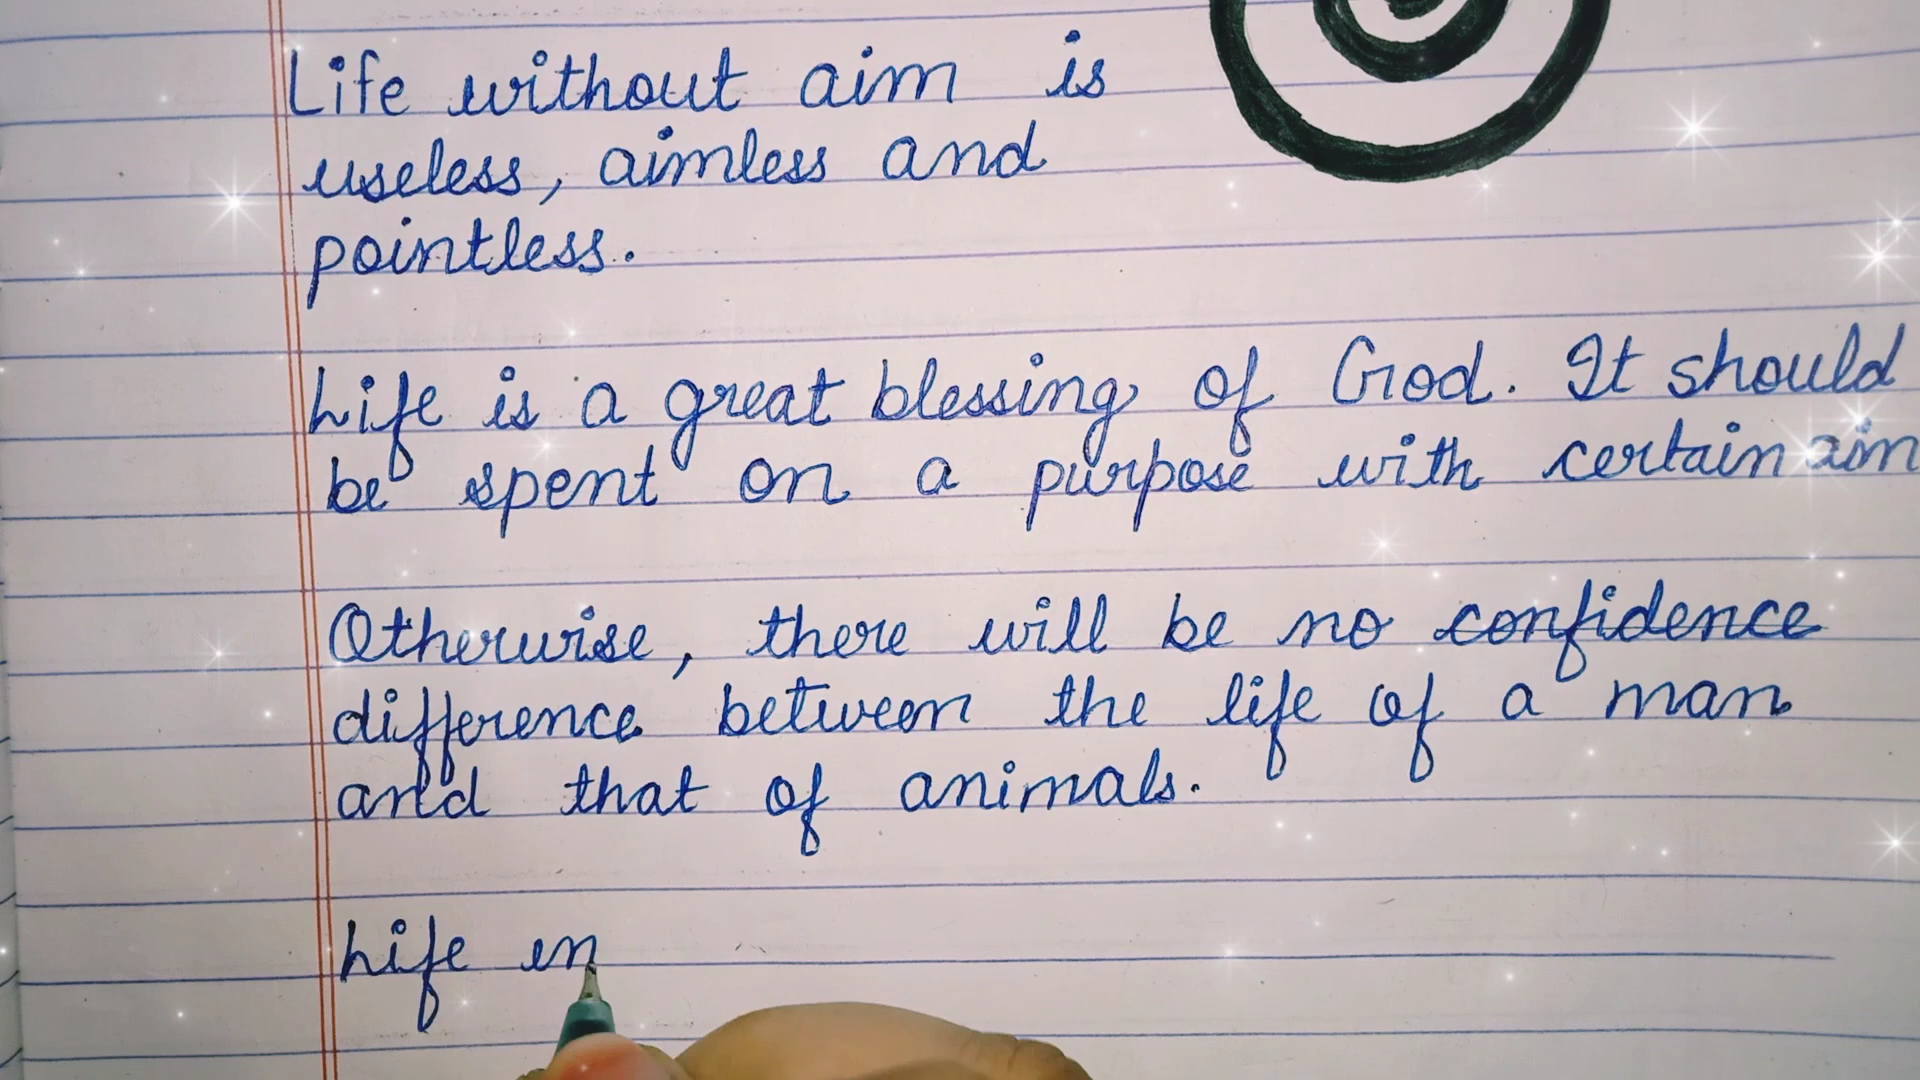 Life without aim is
useless, aimless and
pointless.
Life is a great blessing of God. It should
be spent on a purpose with certain aim
Otherwise, there will be no confidence
difference between the life of a man
and that of animals.
Life en